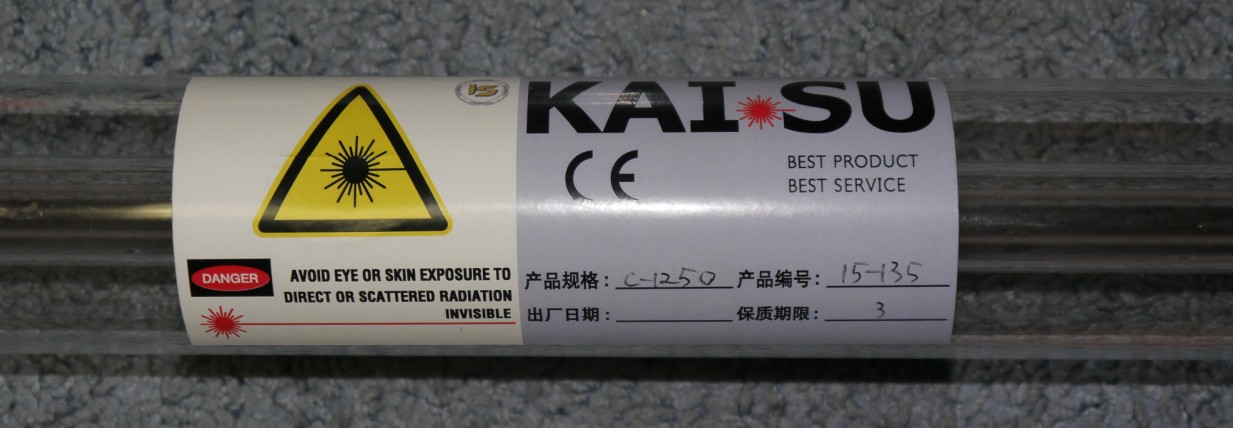 IS
DANGER
AVOID EYE OR SKIN EXPOSURE TO
DIRECT OR SCATTERED RADIATION
INVISIBLE
KAI SU
CE
BEST PRODUCT
BEST SERVICE
产品规格：C-1250 产品编号：15-135
出厂日期： 保质期限：3